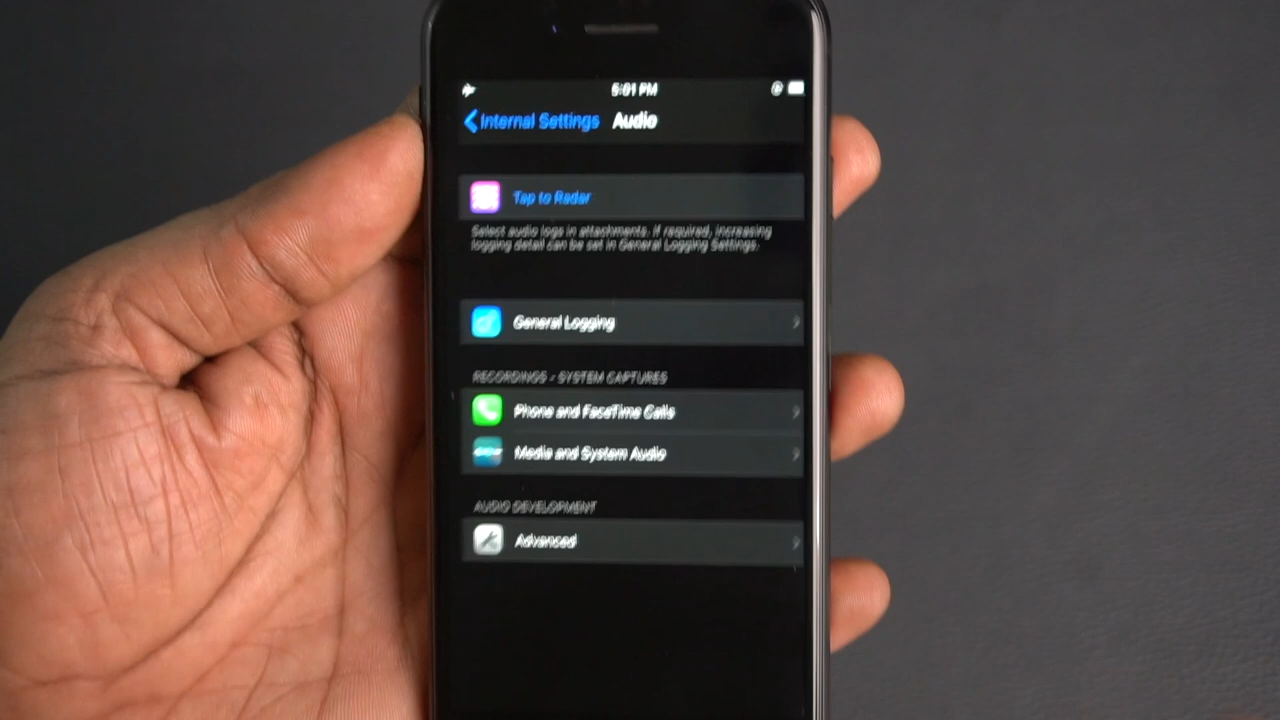 5:01 PM
Internal Settings Audio
Tap to Radar
Select audio logs in attachments. If required, increasing
logging detail can be set in General Logging Settings.
General Logging
RECORDINGS - SYSTEM CAPTURES
Phone and FaceTime Calls
Media and System Audio
AUDIO DEVELOPMENT
Advanced